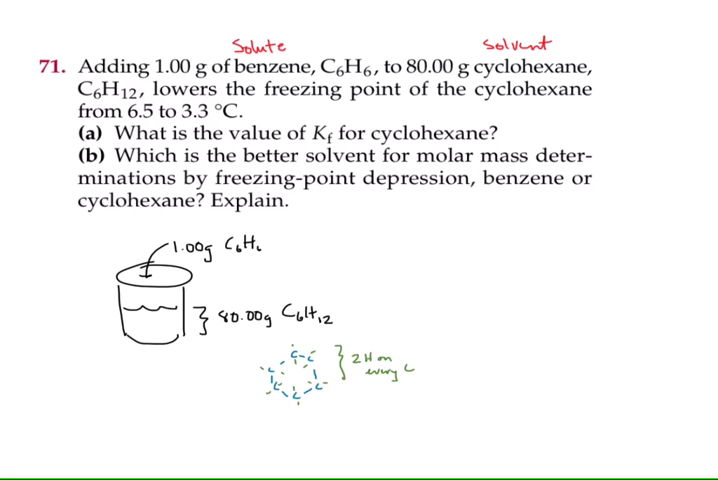 Solute
solvent
71. Adding 1.00 g of benzene, C₆H₆, to 80.00 g cyclohexane,
C₆H₁₂, lowers the freezing point of the cyclohexane
from 6.5 to 3.3 °C.
(a) What is the value of Kf for cyclohexane?
(b) Which is the better solvent for molar mass deter-
minations by freezing-point depression, benzene or
cyclohexane? Explain.
1.00g C₆H₆
80.00g C₆H₁₂
C-C
C
C
C
C
2 H on
every C